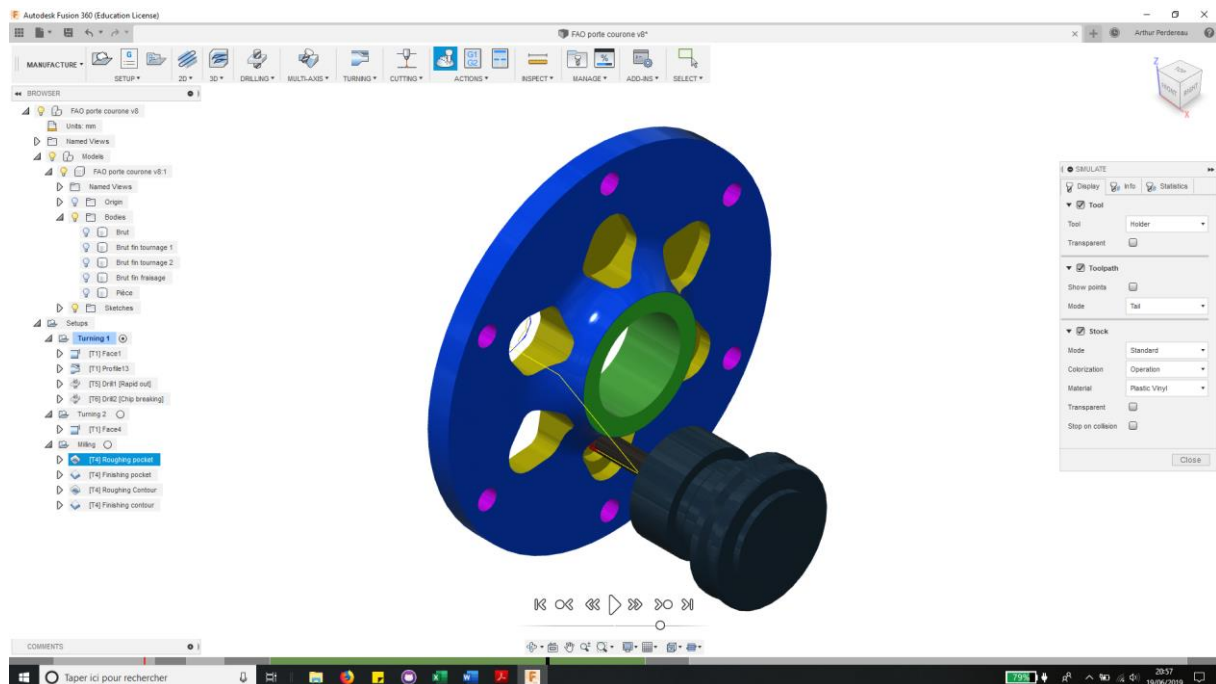 Autodesk Fusion 360 (Education License)
FAO porte courone v8*
Arthur Perdereau
MANUFACTURE
SETUP
2D
3D
DRILLING
MULTI-AXIS
TURNING
CUTTING
G1
G2
ACTIONS
INSPECT
MANAGE
ADD-INS
SELECT
BROWSER
FAO porte courone v8
Units: mm
Named Views
Models
FAO porte courone v8:1
Named Views
Origin
Bodies
Brut
Brut fin tournage 1
Brut fin tournage 2
Brut fin fraisage
Pièce
Sketches
Setups
Turning 1
[T1] Face1
[T1] Profile13
[T5] Drill1 [Rapid out]
[T6] Drill2 [Chip breaking]
Turning 2
[T1] Face4
Milling
[T4] Roughing pocket
[T4] Finishing pocket
[T4] Roughing Contour
[T4] Finishing contour
Z
TOP
FRONT
RIGHT
X
SIMULATE
Display
Info
Statistics
Tool
Tool Holder
Transparent
Toolpath
Show points
Mode Tail
Stock
Mode Standard
Colorization Operation
Material Plastic Vinyl
Transparent
Stop on collision
Close
COMMENTS
Taper ici pour rechercher
79%
20:57
19/06/2019